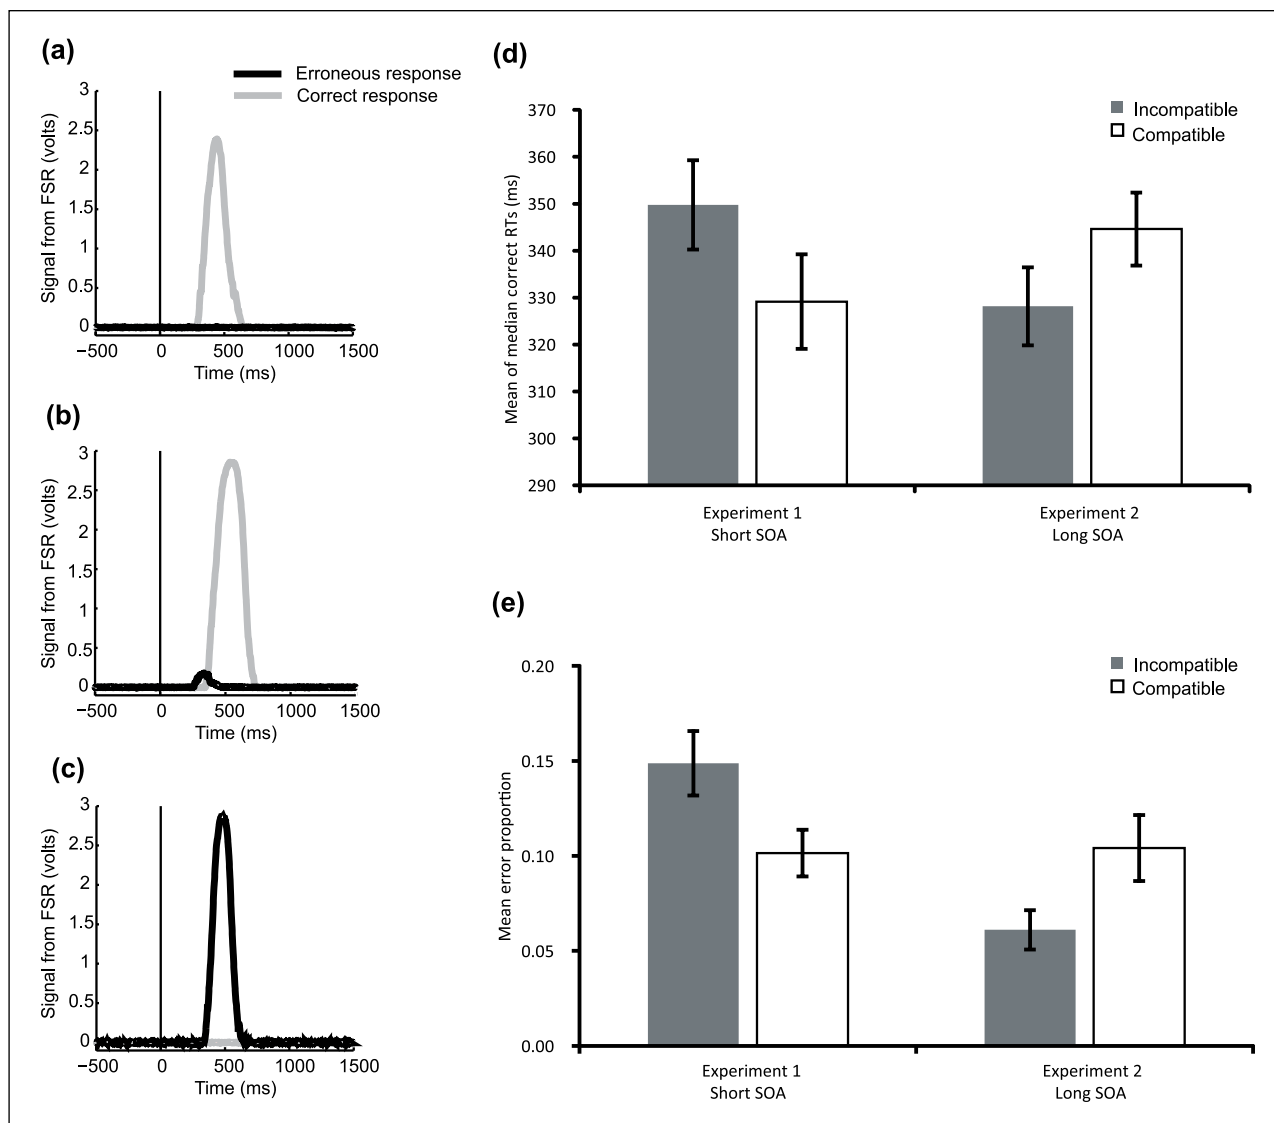 (a)
Erroneous response
Correct response
Signal from FSR (volts)
3
2.5
2
1.5
1
0.5
0
−500 0 500 1000 1500
Time (ms)
(b)
Signal from FSR (volts)
3
2.5
2
1.5
1
0.5
0
−500 0 500 1000 1500
Time (ms)
(c)
Signal from FSR (volts)
3
2.5
2
1.5
1
0.5
0
−500 0 500 1000 1500
Time (ms)
(d)
Incompatible
Compatible
Mean of median correct RTs (ms)
370
360
350
340
330
320
310
300
290
Experiment 1
Short SOA
Experiment 2
Long SOA
(e)
Incompatible
Compatible
Mean error proportion
0.20
0.15
0.10
0.05
0.00
Experiment 1
Short SOA
Experiment 2
Long SOA